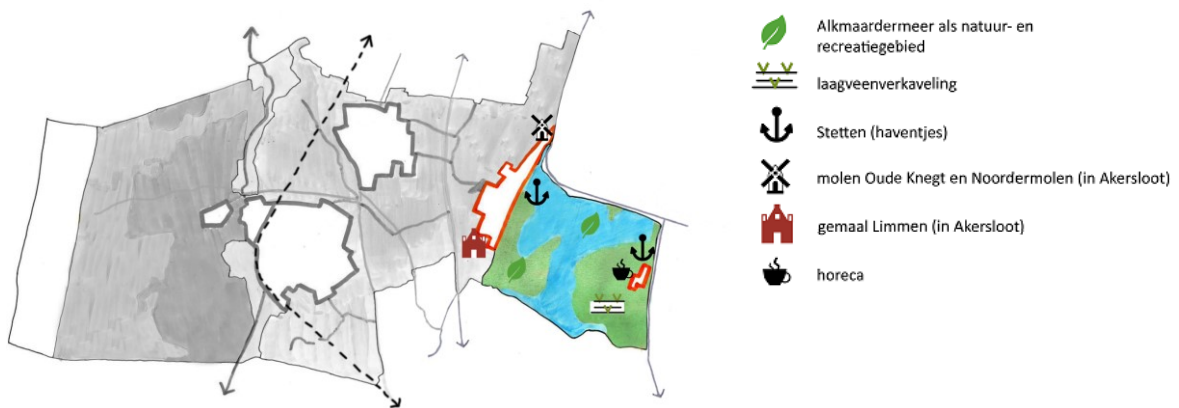 Alkmaardermeer als natuur- en
recreatiegebied
laagveenverkaveling
Stetten (haventjes)
molen Oude Knegt en Noordermolen (in Akersloot)
gemaal Limmen (in Akersloot)
horeca